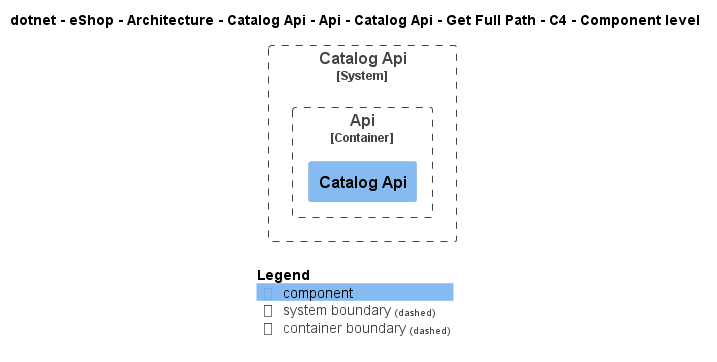 dotnet - eShop - Architecture - Catalog Api - Api - Catalog Api - Get Full Path - C4 - Component level
Catalog Api
[System]
Api
[Container]
Catalog Api
Legend
component
system boundary (dashed)
container boundary (dashed)